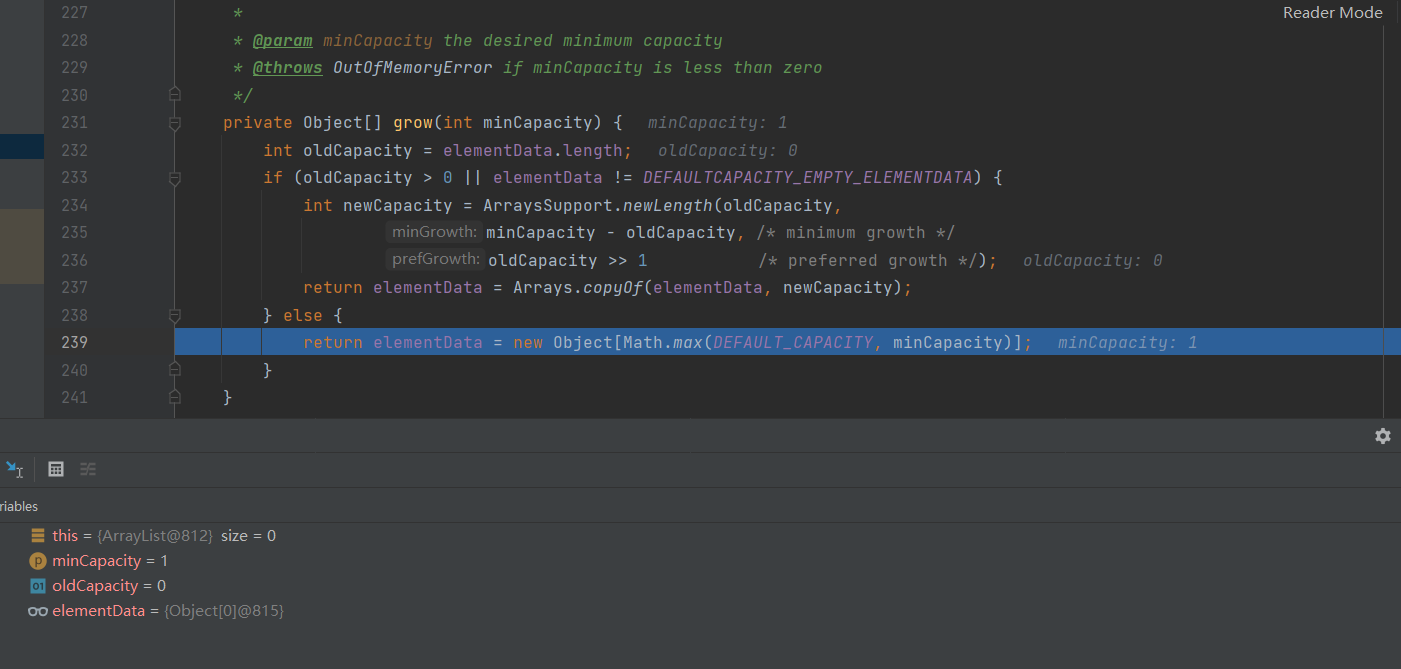 Reader Mode
227 *
228 * @param minCapacity the desired minimum capacity
229 * @throws OutOfMemoryError if minCapacity is less than zero
230 */
231 private Object[] grow(int minCapacity) { minCapacity: 1
232 int oldCapacity = elementData.length; oldCapacity: 0
233 if (oldCapacity > 0 || elementData != DEFAULTCAPACITY_EMPTY_ELEMENTDATA) {
234 int newCapacity = ArraysSupport.newLength(oldCapacity,
235 minGrowth: minCapacity - oldCapacity, /* minimum growth */
236 prefGrowth: oldCapacity >> 1 /* preferred growth */); oldCapacity: 0
237 return elementData = Arrays.copyOf(elementData, newCapacity);
238 } else {
239 return elementData = new Object[Math.max(DEFAULT_CAPACITY, minCapacity)]; minCapacity: 1
240 }
241 }
riables
this = {ArrayList@812} size = 0
p minCapacity = 1
01 oldCapacity = 0
elementData = {Object[0]@815}